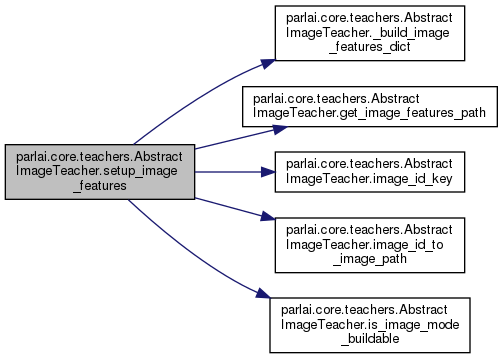 parlai.core.teachers.Abstract
ImageTeacher.setup_image
_features
parlai.core.teachers.Abstract
ImageTeacher._build_image
_features_dict
parlai.core.teachers.Abstract
ImageTeacher.get_image_features_path
parlai.core.teachers.Abstract
ImageTeacher.image_id_key
parlai.core.teachers.Abstract
ImageTeacher.image_id_to
_image_path
parlai.core.teachers.Abstract
ImageTeacher.is_image_mode
_buildable